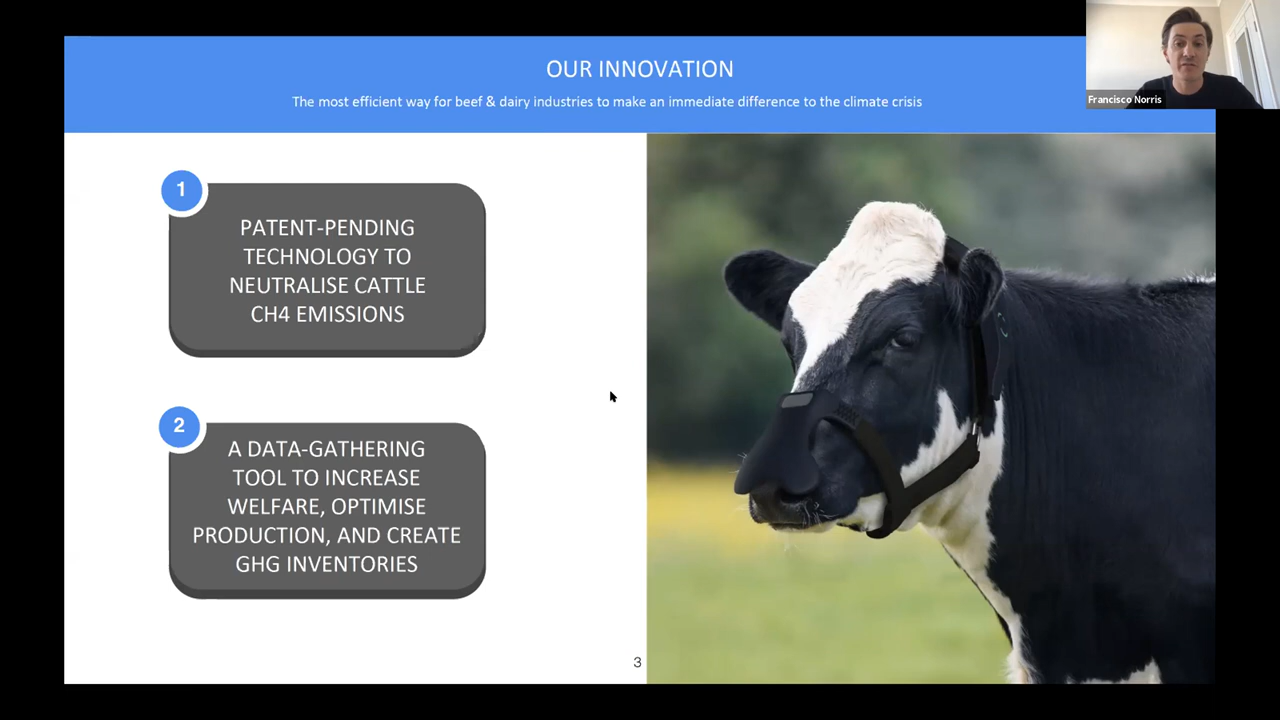 OUR INNOVATION
The most efficient way for beef & dairy industries to make an immediate difference to the climate crisis
Francisco Norris
1
PATENT-PENDING
TECHNOLOGY TO
NEUTRALISE CATTLE
CH4 EMISSIONS
2
A DATA-GATHERING
TOOL TO INCREASE
WELFARE, OPTIMISE
PRODUCTION, AND CREATE
GHG INVENTORIES
3